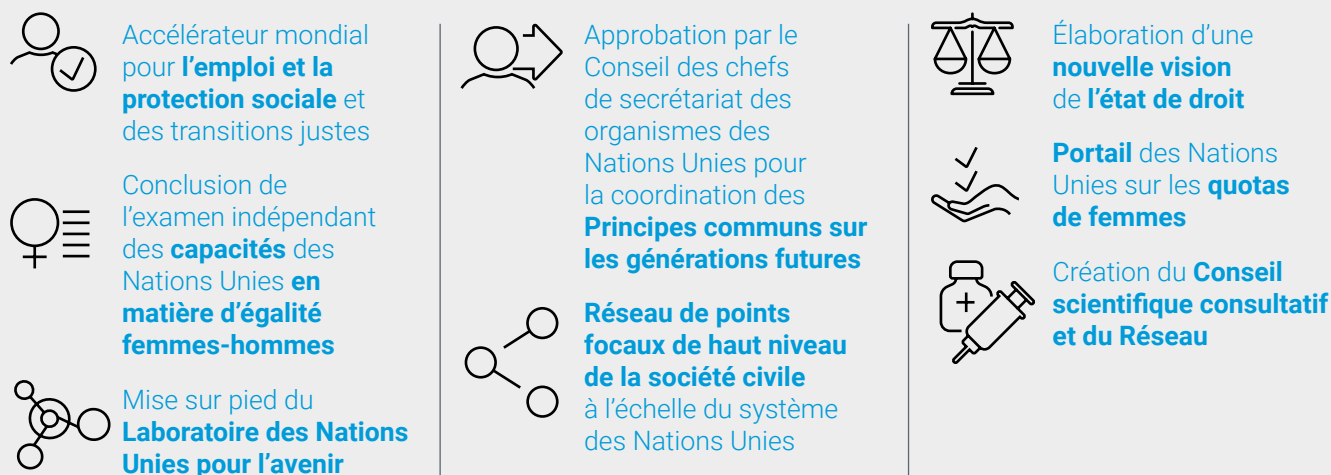 Accélérateur mondial
pour l'emploi et la
protection sociale et
des transitions justes
Conclusion de
l'examen indépendant
des capacités des
Nations Unies en
matière d'égalité
femmes-hommes
Mise sur pied du
Laboratoire des Nations
Unies pour l'avenir
Approbation par le
Conseil des chefs
de secrétariat des
organismes des
Nations Unies pour
la coordination des
Principes communs sur
les générations futures
Réseau de points
focaux de haut niveau
de la société civile
à l'échelle du système
des Nations Unies
Élaboration d'une
nouvelle vision
de l'état de droit
Portail des Nations
Unies sur les quotas
de femmes
Création du Conseil
scientifique consultatif
et du Réseau